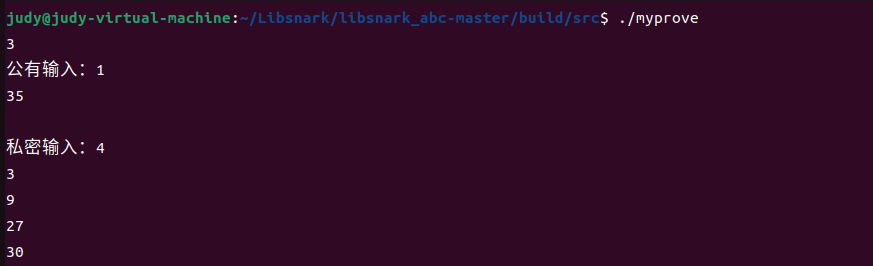 judy@judy-virtual-machine:~/Libsnark/libsnark_abc-master/build/src$ ./myprove
3
公有输入：1
35
私密输入：4
3
9
27
30